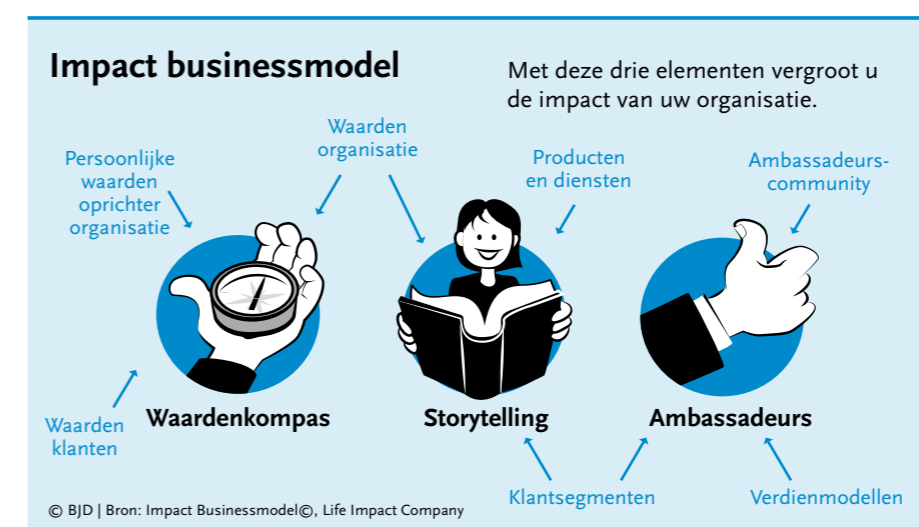 Impact businessmodel
Met deze drie elementen vergroot u
de impact van uw organisatie.
Persoonlijke
waarden
oprichter
organisatie
Waarden
organisatie
Producten
en diensten
Ambassadeurs-
community
Waardenkompas
Storytelling
Ambassadeurs
Waarden
klanten
Klantsegmenten
Verdienmodellen
© BJD | Bron: Impact Businessmodel©, Life Impact Company